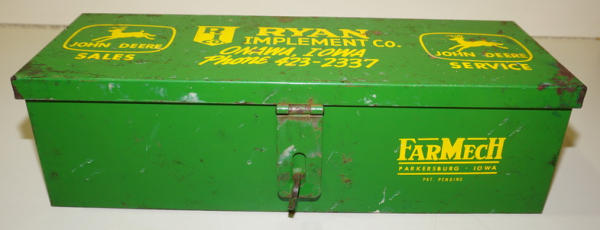 JOHN DEERE
SALES
RI
RYAN
IMPLEMENT CO.
ONAWA, IOWA
Phone 423-2337
JOHN DEERE
SERVICE
FARMECH
PARKERSBURG - IOWA
PAT. PENDING